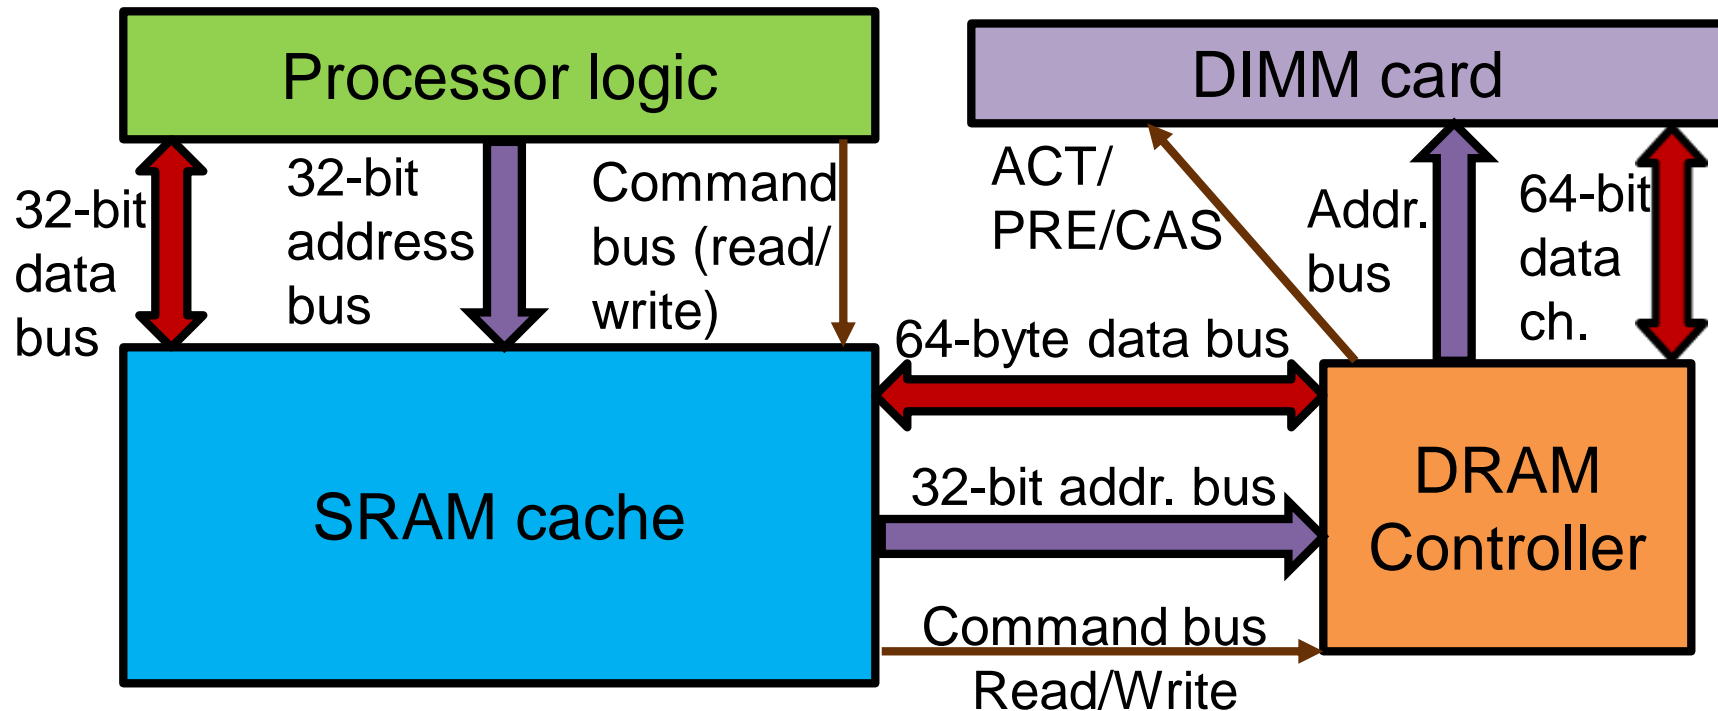 Processor logic
DIMM card
32-bit
data
bus
32-bit
address
bus
Command
bus (read/
write)
ACT/
PRE/CAS
Addr.
bus
64-bit
data
ch.
64-byte data bus
SRAM cache
32-bit addr. bus
DRAM
Controller
Command bus
Read/Write